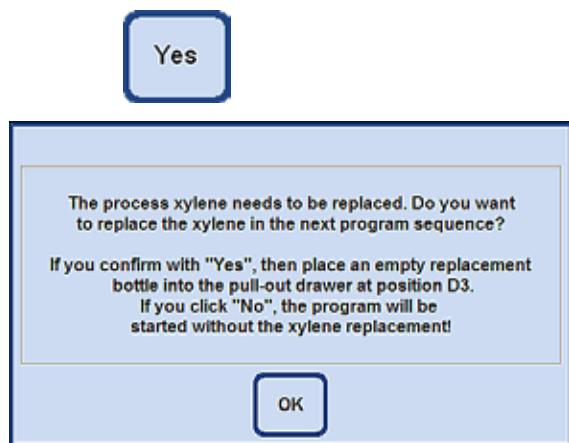 Yes
The process xylene needs to be replaced. Do you want
to replace the xylene in the next program sequence?
If you confirm with "Yes", then place an empty replacement
bottle into the pull-out drawer at position D3.
If you click "No", the program will be
started without the xylene replacement!
OK